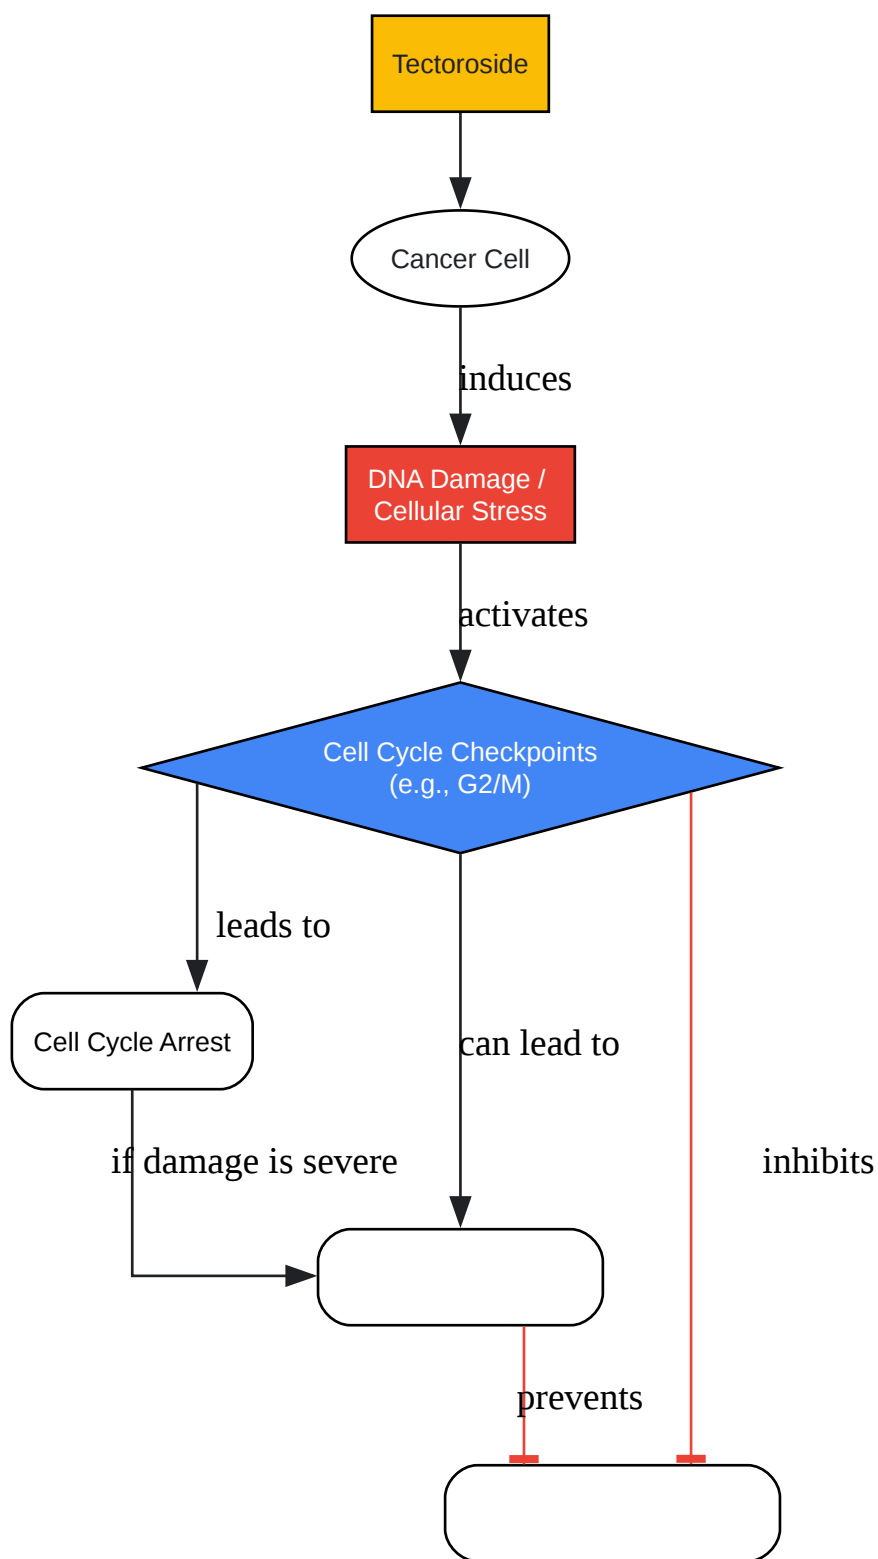 Tectoroside
Cancer Cell
induces
DNA Damage /
Cellular Stress
activates
Cell Cycle Checkpoints
(e.g., G2/M)
leads to
Cell Cycle Arrest
can lead to
if damage is severe
inhibits
prevents